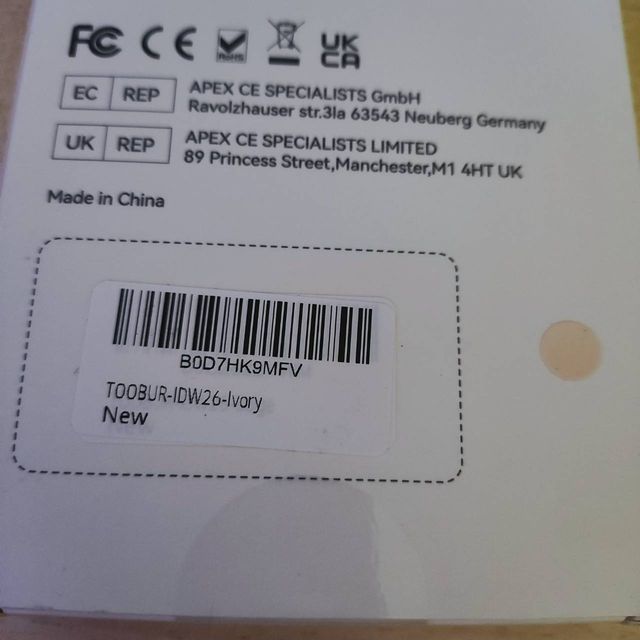 FC CE RoHS UK CA
EC REP APEX CE SPECIALISTS GmbH
Ravolzhauser str.3la 63543 Neuberg Germany
UK REP APEX CE SPECIALISTS LIMITED
89 Princess Street,Manchester,M1 4HT UK
Made in China
B0D7HK9MFV
TOOBUR-IDW26-Ivory
New